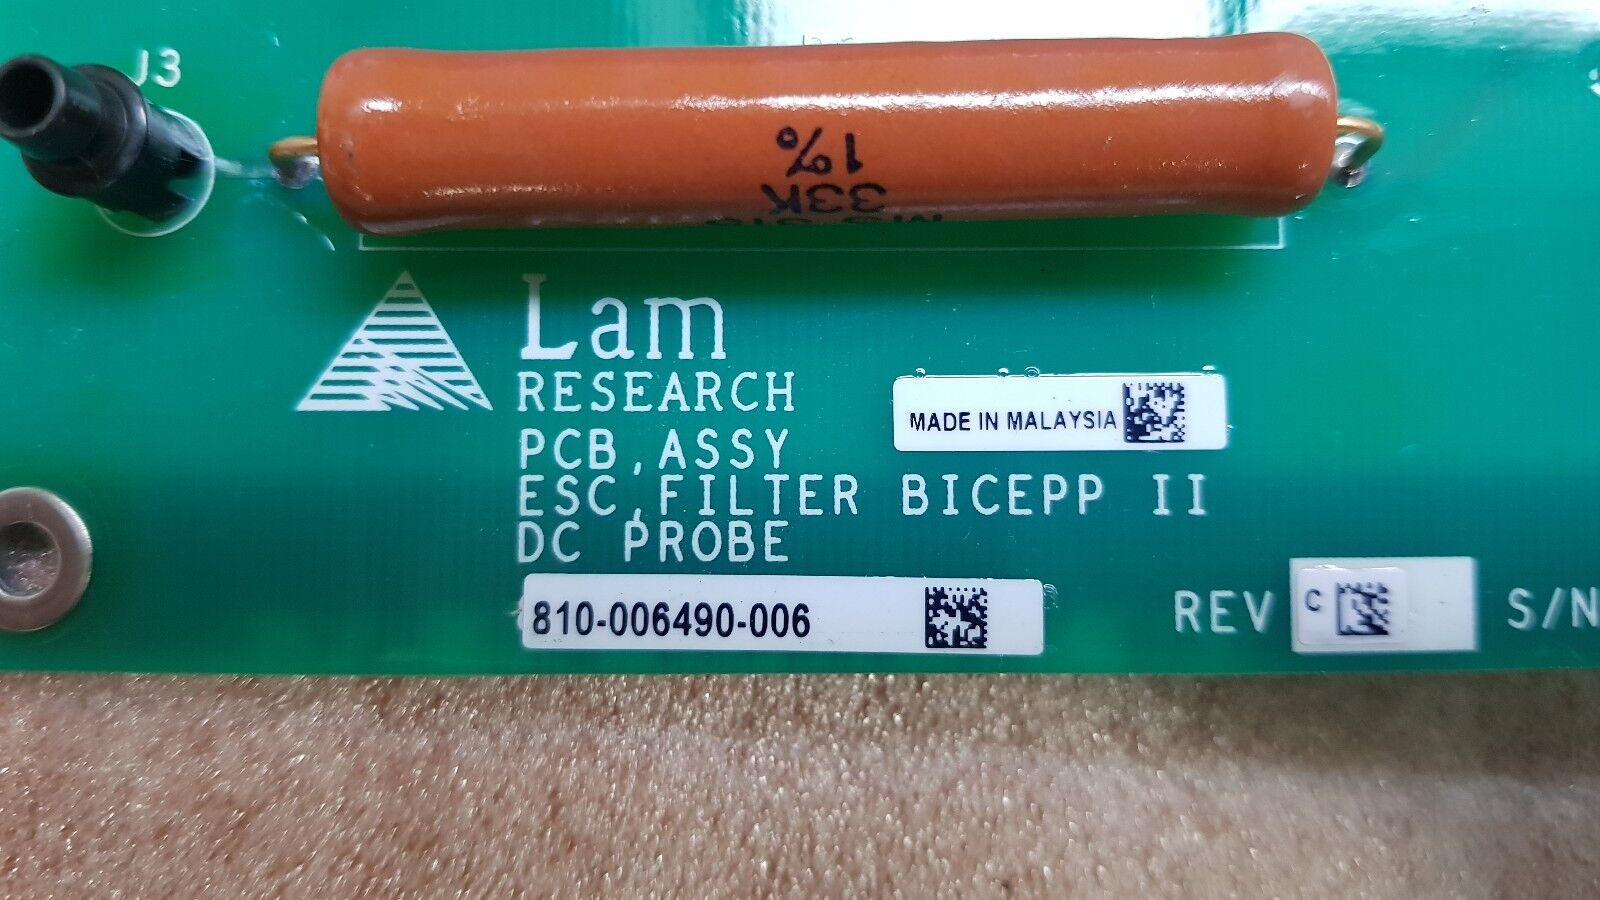 J3
1%
33K
Lam
RESEARCH
MADE IN MALAYSIA
PCB,ASSY
ESC,FILTER BICEPP II
DC PROBE
810-006490-006
REV C S/N